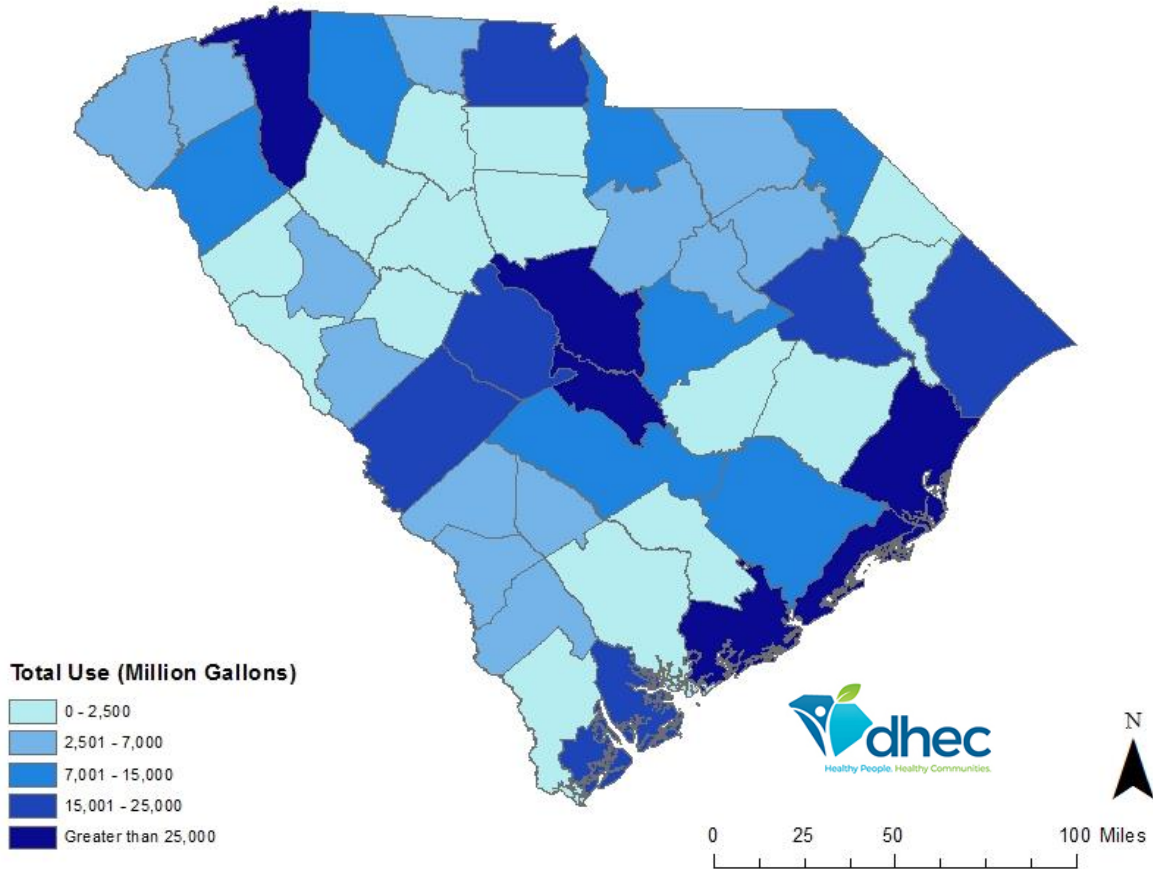 Total Use (Million Gallons)
0 - 2,500
2,501 - 7,000
7,001 - 15,000
15,001 - 25,000
Greater than 25,000
dhec
Healthy People. Healthy Communities.
N
0 25 50 100 Miles